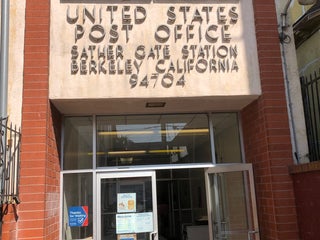 UNITED STATES
POST OFFICE
SATHER GATE STATION
BERKELEY CALIFORNIA
94704